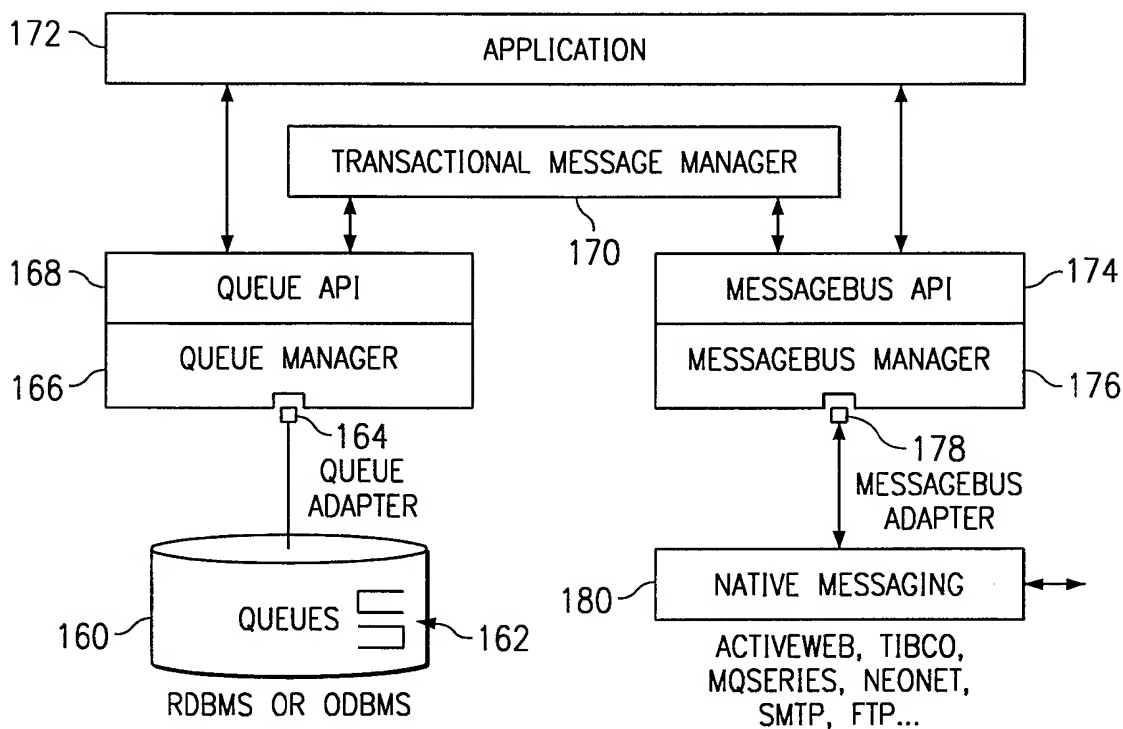 172
APPLICATION
TRANSACTIONAL MESSAGE MANAGER
170
168
QUEUE API
MESSAGEBUS API
174
166
QUEUE MANAGER
MESSAGEBUS MANAGER
176
164
QUEUE
ADAPTER
178
MESSAGEBUS
ADAPTER
160
QUEUES
162
RDBMS OR ODBMS
180
NATIVE MESSAGING
ACTIVEWEB, TIBCO,
MQSERIES, NEONET,
SMTP, FTP...